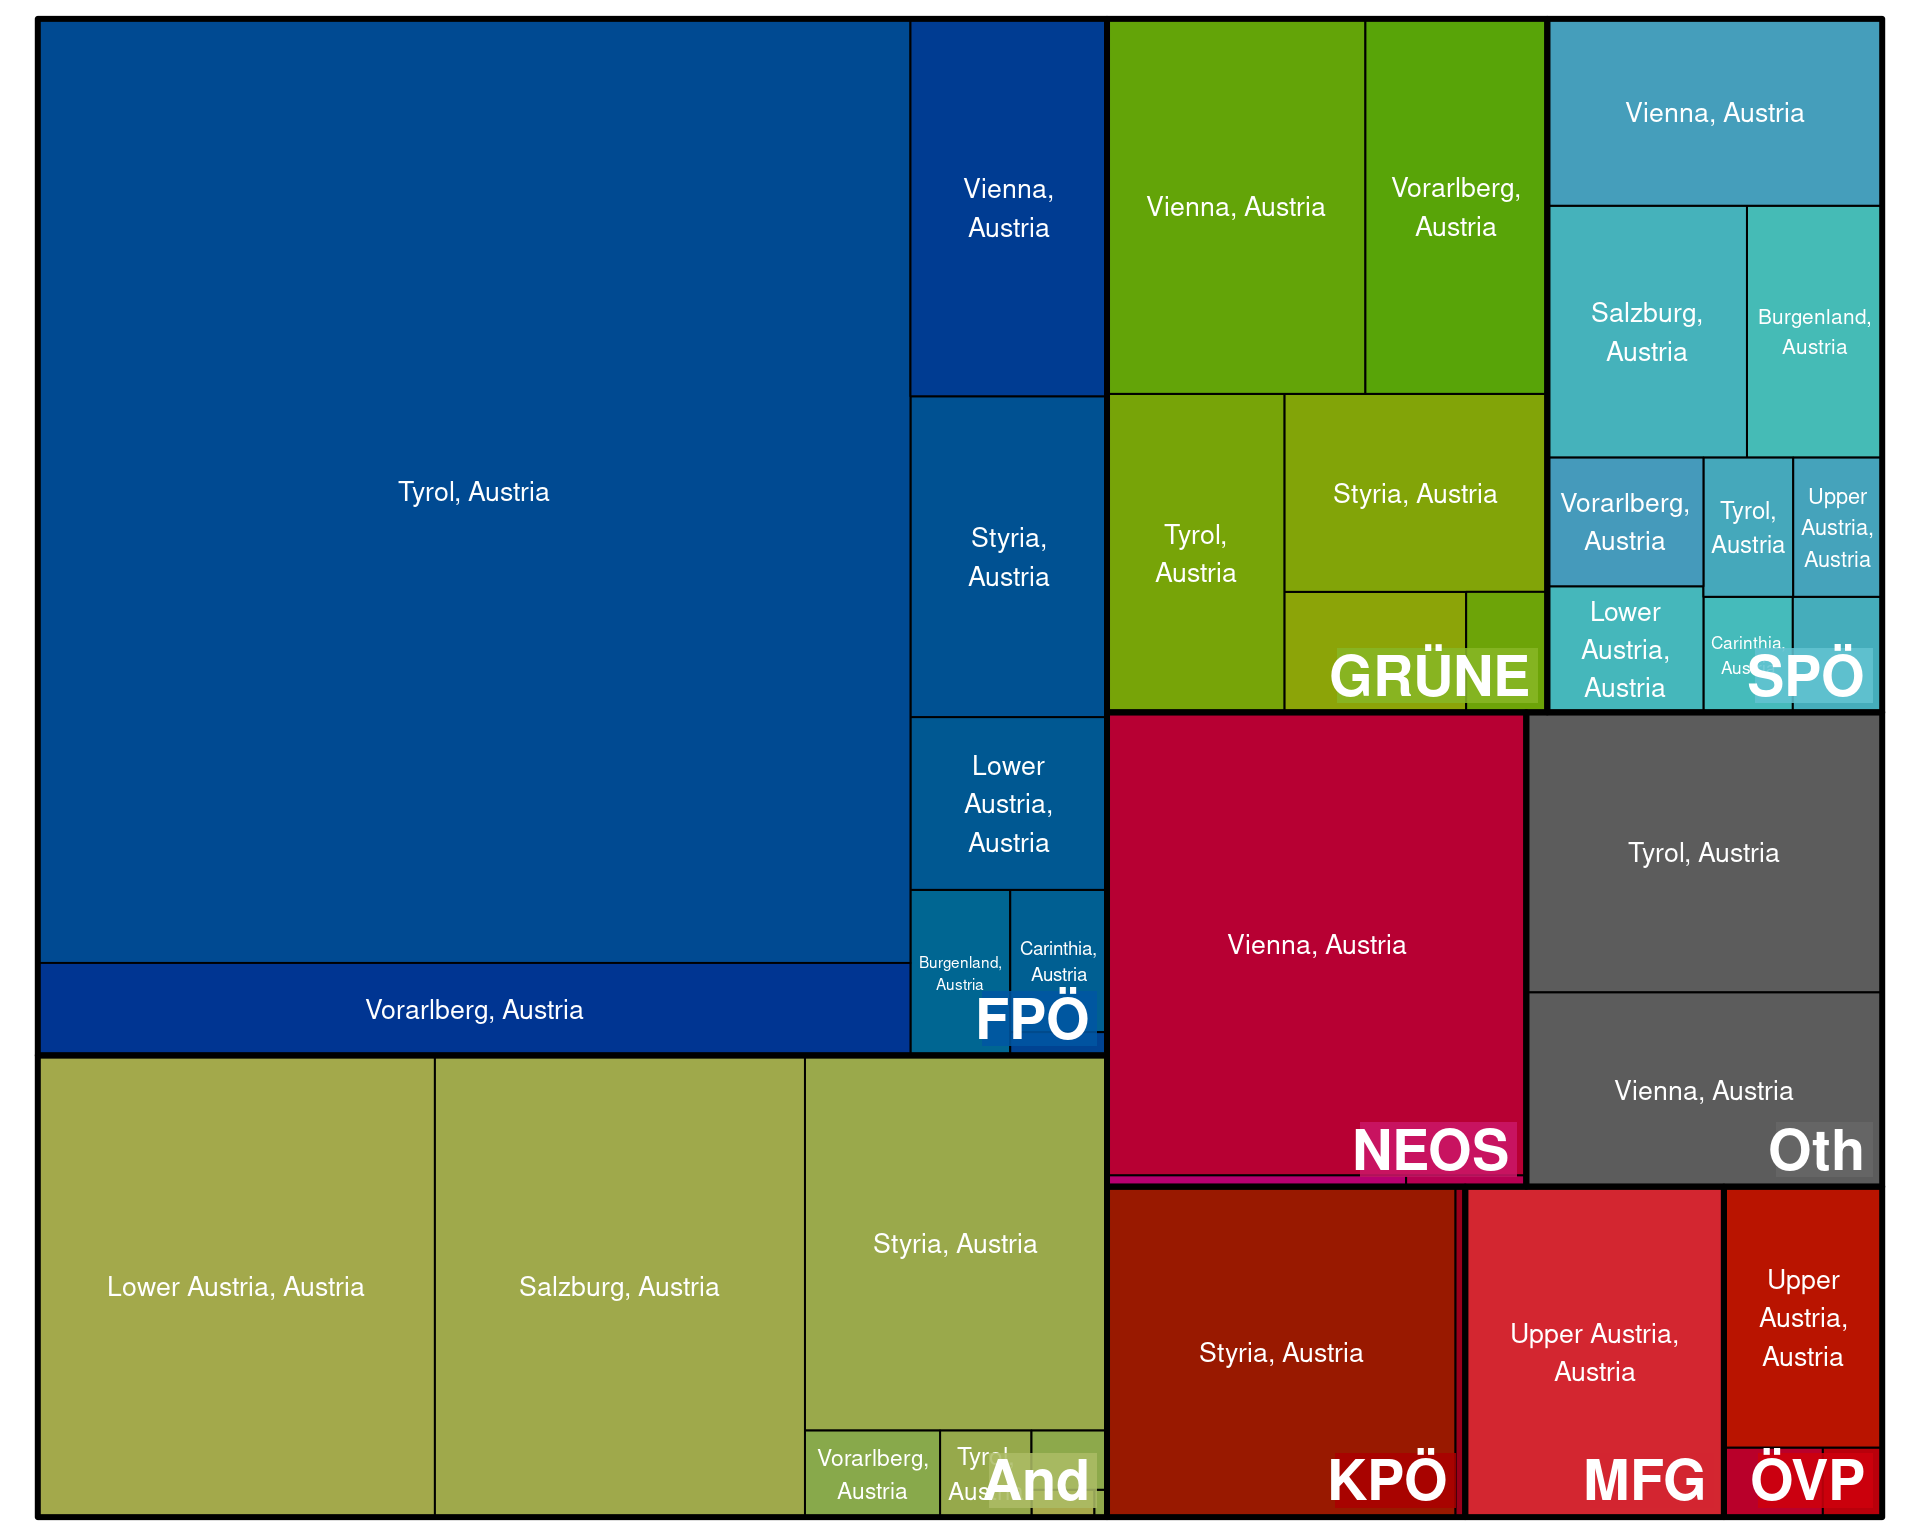 Tyrol, Austria
Vienna,
Austria
Styria,
Austria
Lower
Austria,
Austria
Burgenland,
Austria
Carinthia,
Austria
Vorarlberg, Austria
FPÖ
Lower Austria, Austria
Salzburg, Austria
Styria, Austria
Vorarlberg,
Austria
Tyrol
Aus
And
Vienna, Austria
Vorarlberg,
Austria
Tyrol,
Austria
Styria, Austria
GRÜNE
Vienna, Austria
Salzburg,
Austria
Burgenland,
Austria
Vorarlberg,
Austria
Tyrol,
Austria
Upper
Austria,
Austria
Lower
Austria,
Austria
Carinthia,
Aus
SPÖ
Vienna, Austria
NEOS
Tyrol, Austria
Vienna, Austria
Oth
Styria, Austria
KPÖ
Upper Austria,
Austria
MFG
Upper
Austria,
Austria
ÖVP